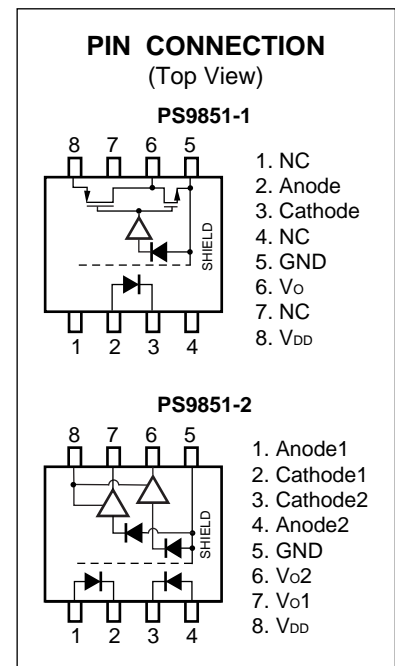 PIN CONNECTION
(Top View)
PS9851-1
8 7 6 5
SHIELD
1 2 3 4
1. NC
2. Anode
3. Cathode
4. NC
5. GND
6. VO
7. NC
8. VDD
PS9851-2
8 7 6 5
SHIELD
1 2 3 4
1. Anode1
2. Cathode1
3. Cathode2
4. Anode2
5. GND
6. VO2
7. VO1
8. VDD